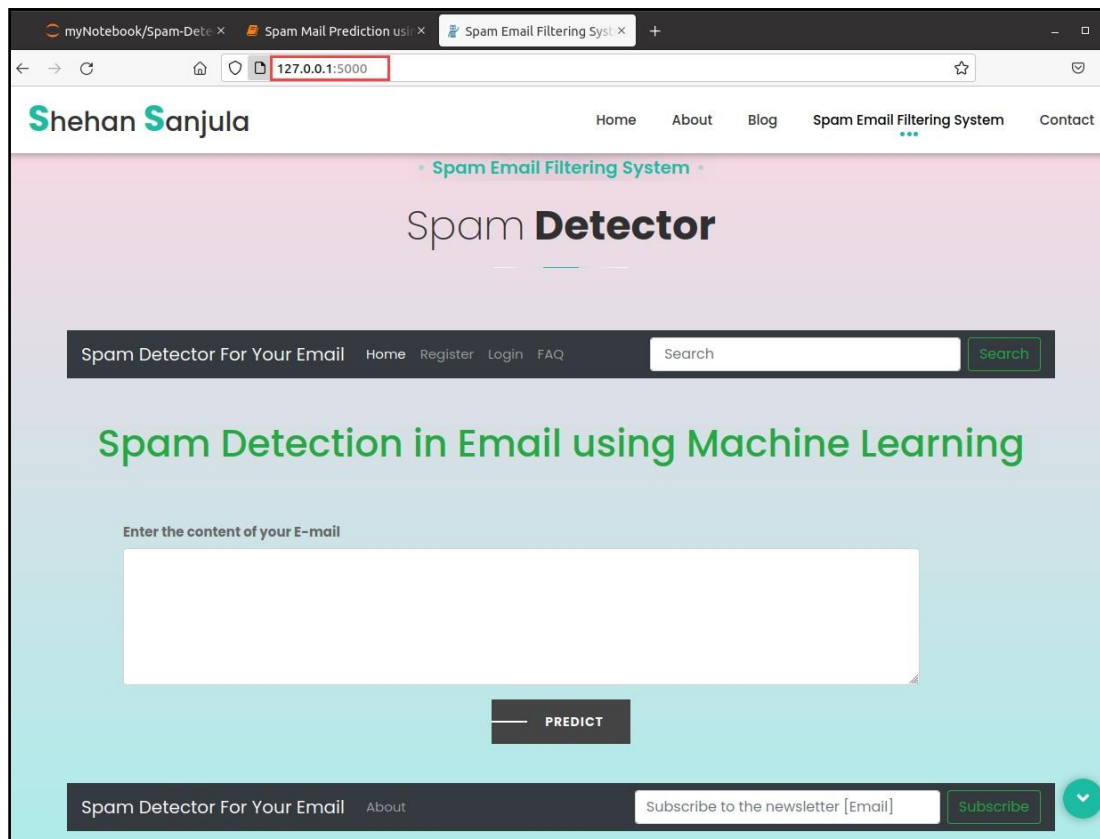 myNotebook/Spam-Dete
Spam Mail Prediction usin
Spam Email Filtering Syst
127.0.0.1:5000
Shehan Sanjula
Home About Blog Spam Email Filtering System Contact
Spam Email Filtering System
Spam Detector
Spam Detector For Your Email Home Register Login FAQ Search Search
Spam Detection in Email using Machine Learning
Enter the content of your E-mail
PREDICT
Spam Detector For Your Email About Subscribe to the newsletter [Email] Subscribe